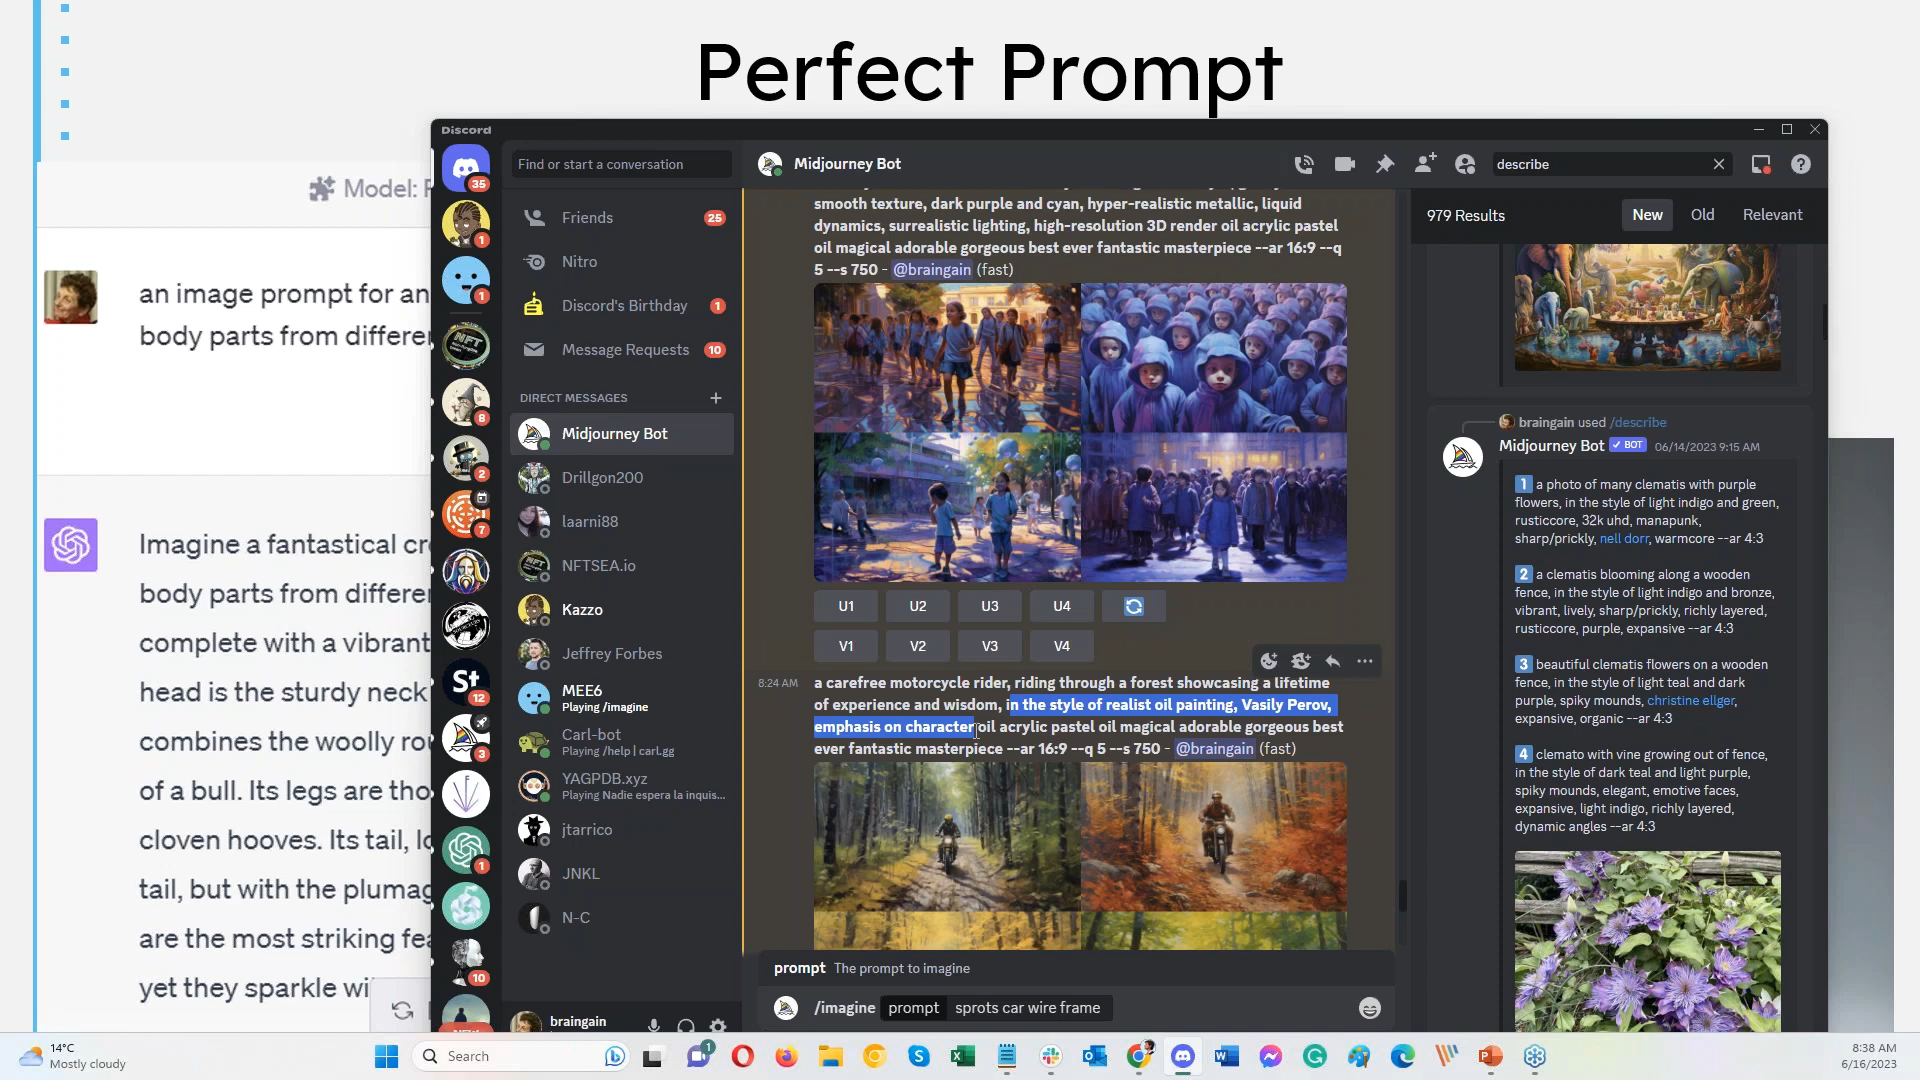 Perfect Prompt
Model:
an image prompt for an
body parts from differe
Imagine a fantastical cr
body parts from differe
complete with a vibrant
head is the sturdy neck
combines the woolly ro
of a bull. Its legs are tho
cloven hooves. Its tail, lo
tail, but with the plumag
are the most striking fea
yet they sparkle wi
Discord
35
1
1
NFT
8
2
7
St+
12
3
1
10
Find or start a conversation
Friends 25
Nitro
Discord's Birthday 1
Message Requests 10
DIRECT MESSAGES +
Midjourney Bot
Drillgon200
laarni88
NFTSEA.io
Kazzo
Jeffrey Forbes
MEE6
Playing /imagine
Carl-bot
Playing /help | carl.gg
YAGPDB.xyz
Playing Nadie espera la inquis...
jtarrico
JNKL
N-C
braingain
Midjourney Bot
describe
smooth texture, dark purple and cyan, hyper-realistic metallic, liquid
dynamics, surrealistic lighting, high-resolution 3D render oil acrylic pastel
oil magical adorable gorgeous best ever fantastic masterpiece --ar 16:9 --q
5 --s 750 - @braingain (fast)
U1 U2 U3 U4
V1 V2 V3 V4
8:24 AM a carefree motorcycle rider, riding through a forest showcasing a lifetime
of experience and wisdom, in the style of realist oil painting, Vasily Perov,
emphasis on character oil acrylic pastel oil magical adorable gorgeous best
ever fantastic masterpiece --ar 16:9 --q 5 --s 750 - @braingain (fast)
prompt The prompt to imagine
/imagine prompt sprots car wire frame
979 Results New Old Relevant
braingain used /describe
Midjourney Bot ✓ BOT 06/14/2023 9:15 AM
1 a photo of many clematis with purple
flowers, in the style of light indigo and green,
rusticcore, 32k uhd, manapunk,
sharp/prickly, nell dorr, warmcore --ar 4:3
2 a clematis blooming along a wooden
fence, in the style of light indigo and bronze,
vibrant, lively, sharp/prickly, richly layered,
rusticcore, purple, expansive --ar 4:3
3 beautiful clematis flowers on a wooden
fence, in the style of light teal and dark
purple, spiky mounds, christine ellger,
expansive, organic --ar 4:3
4 clemato with vine growing out of fence,
in the style of dark teal and light purple,
spiky mounds, elegant, emotive faces,
expansive, light indigo, richly layered,
dynamic angles --ar 4:3
14°C
Mostly cloudy
Search
1
8:38 AM
6/16/2023